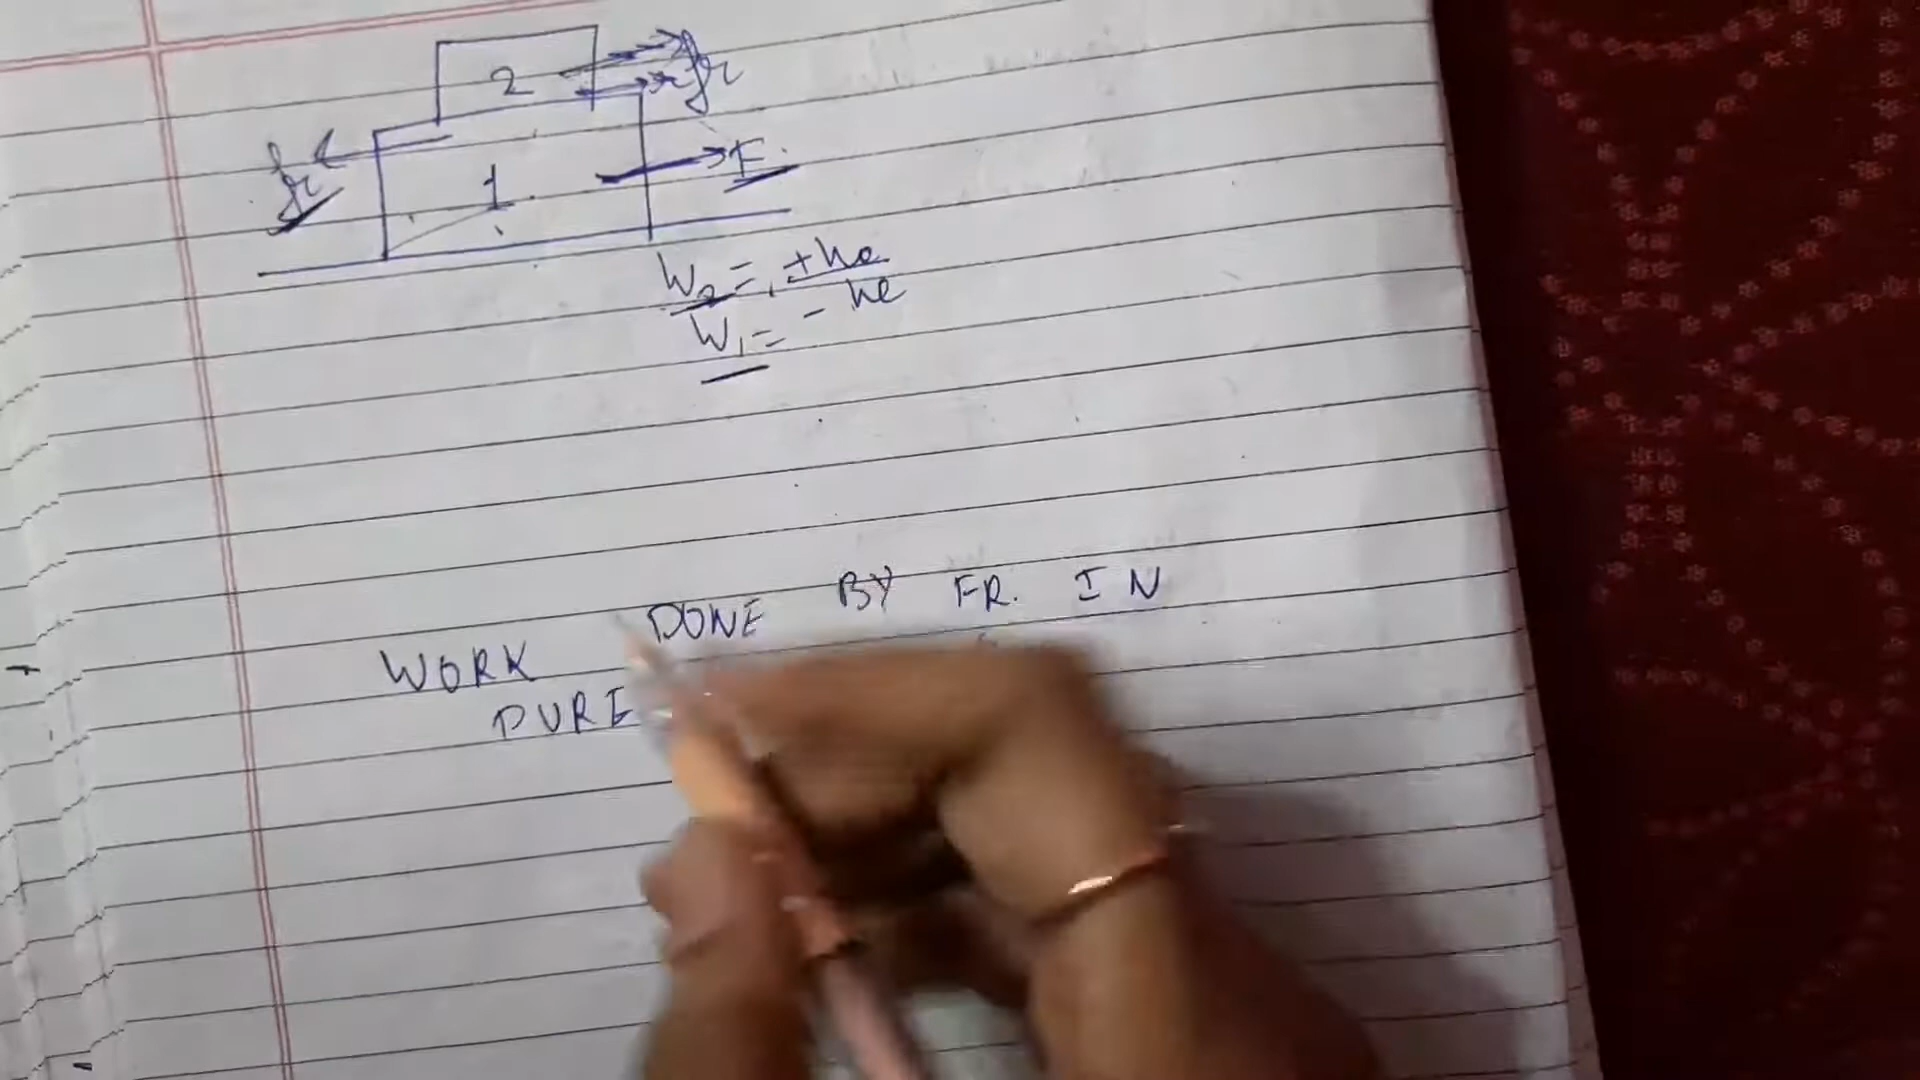 2
fr
fr
1
F.
W₂ = +ve
W₁ = -ve
WORK DONE BY FR. IN
PURE